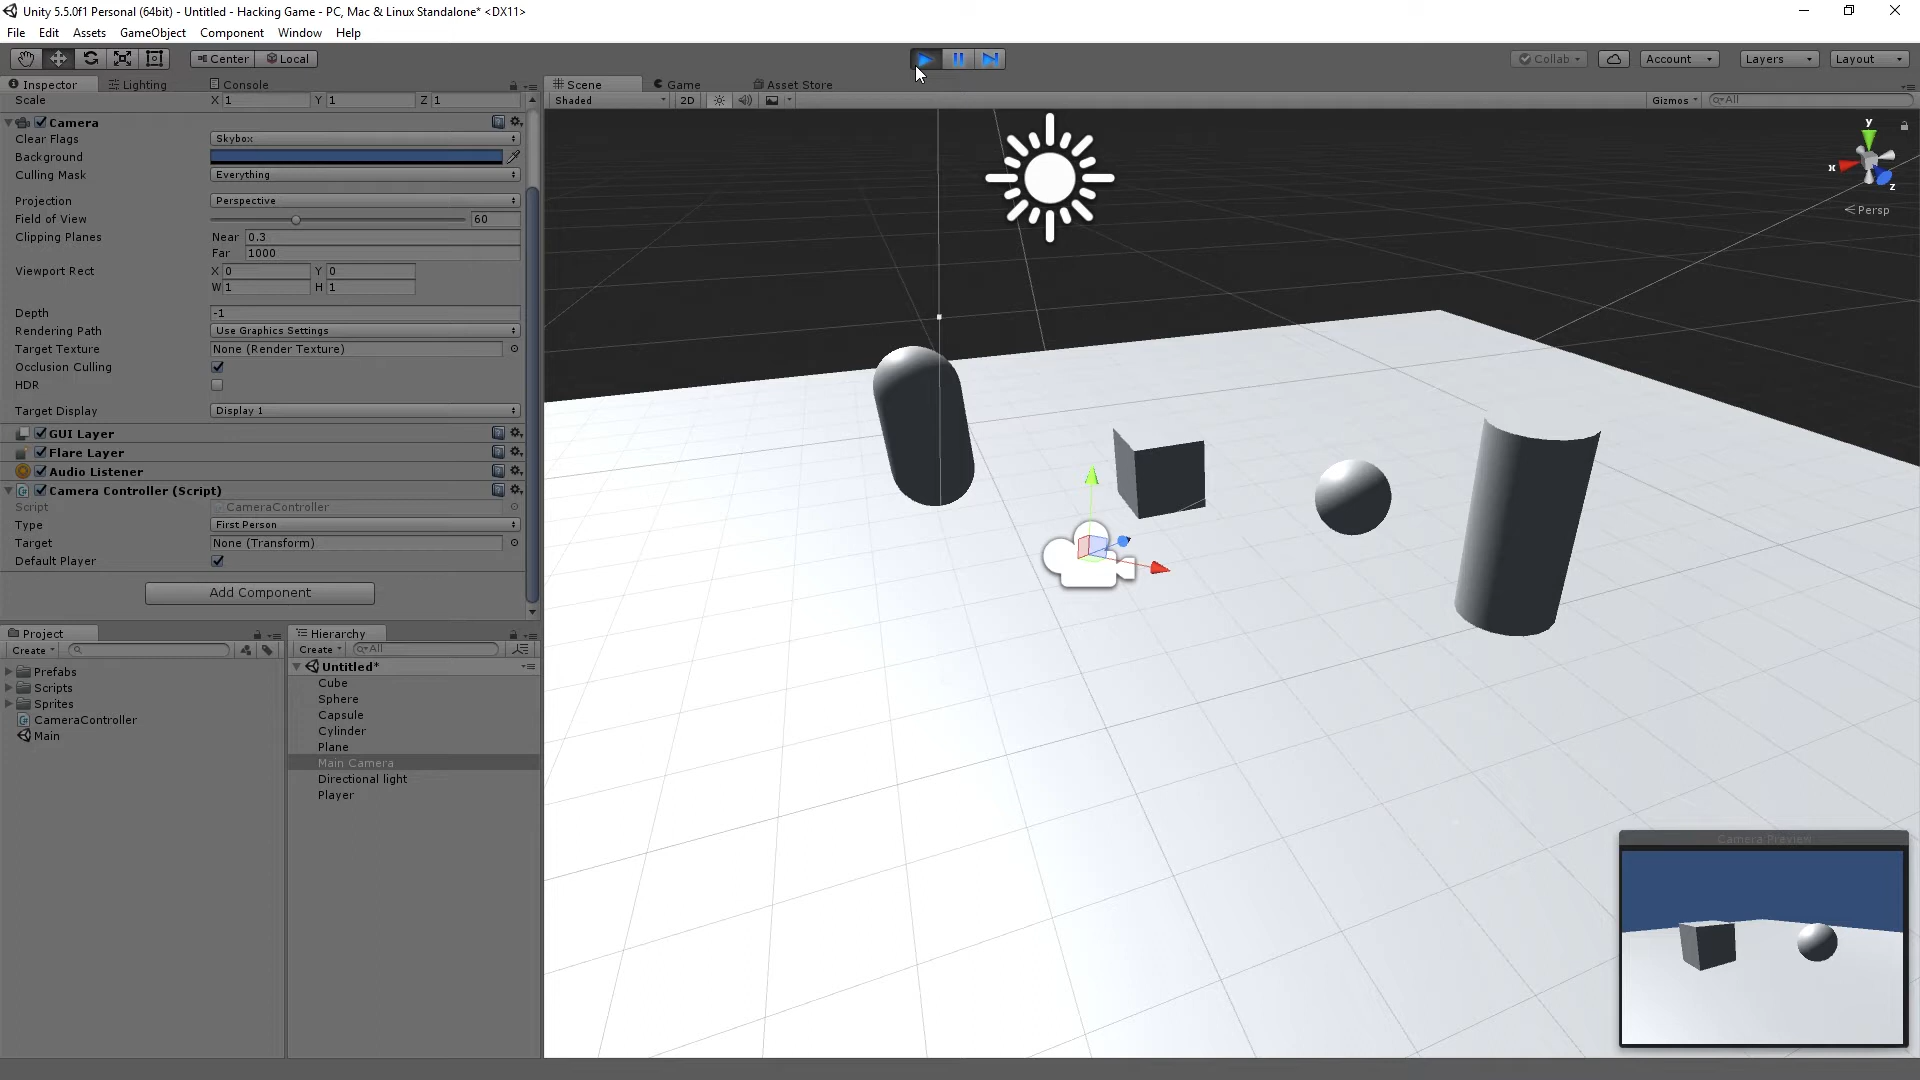 Unity 5.5.0f1 Personal (64bit) - Untitled - Hacking Game - PC, Mac & Linux Standalone* <DX11>
File Edit Assets GameObject Component Window Help
Center Local Collab Account Layers Layout
Inspector Lighting Console Scene Game Asset Store
Scale X 1 Y 1 Z 1 Shaded 2D Gizmos All
Camera
Clear Flags Skybox
Background
Culling Mask Everything
Projection Perspective
Field of View 60
Clipping Planes Near 0.3
Far 1000
Viewport Rect X 0 Y 0
W 1 H 1
Depth -1
Rendering Path Use Graphics Settings
Target Texture None (Render Texture)
Occlusion Culling
HDR
Target Display Display 1
GUI Layer
Flare Layer
Audio Listener
Camera Controller (Script)
Script CameraController
Type First Person
Target None (Transform)
Default Player
Add Component
y
x
z
Persp
Project
Create
Prefabs
Scripts
Sprites
CameraController
Main
Hierarchy
Create All
Untitled*
Cube
Sphere
Capsule
Cylinder
Plane
Main Camera
Directional light
Player
Camera Preview